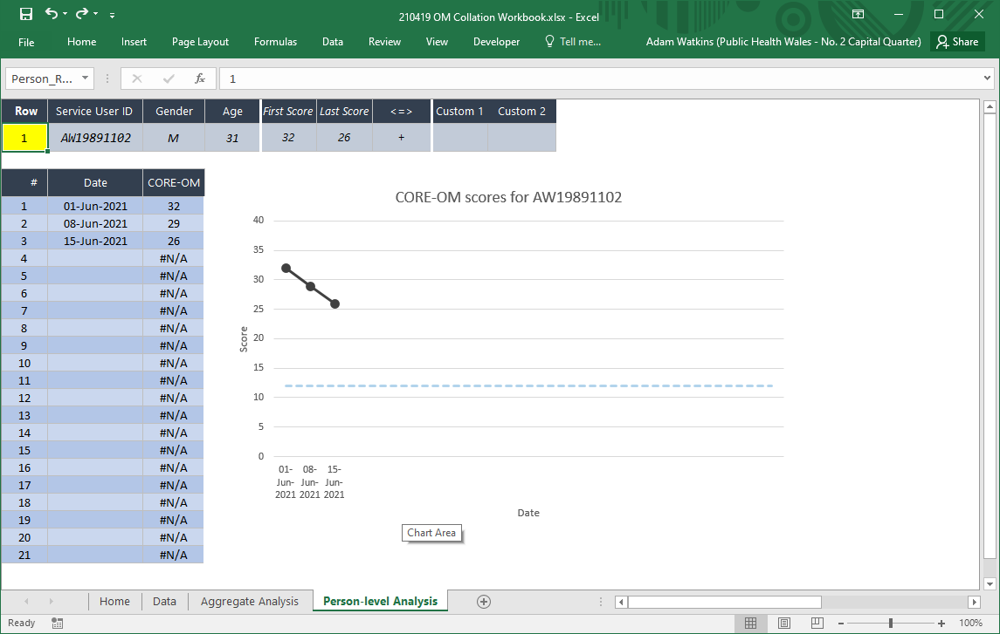 210419 OM Collation Workbook.xlsx - Excel
File Home Insert Page Layout Formulas Data Review View Developer Tell me... Adam Watkins (Public Health Wales - No. 2 Capital Quarter) Share
Person_R... fx 1
Row Service User ID Gender Age First Score Last Score <=> Custom 1 Custom 2
1 AW19891102 M 31 32 26 +
# Date CORE-OM
1 01-Jun-2021 32
2 08-Jun-2021 29
3 15-Jun-2021 26
4 #N/A
5 #N/A
6 #N/A
7 #N/A
8 #N/A
9 #N/A
10 #N/A
11 #N/A
12 #N/A
13 #N/A
14 #N/A
15 #N/A
16 #N/A
17 #N/A
18 #N/A
19 #N/A
20 #N/A
21 #N/A
CORE-OM scores for AW19891102
40
35
30
25
20
15
10
5
0
Score
01- 08- 15-
Jun- Jun- Jun-
2021 2021 2021
Date
Chart Area
Home Data Aggregate Analysis Person-level Analysis
Ready 100%